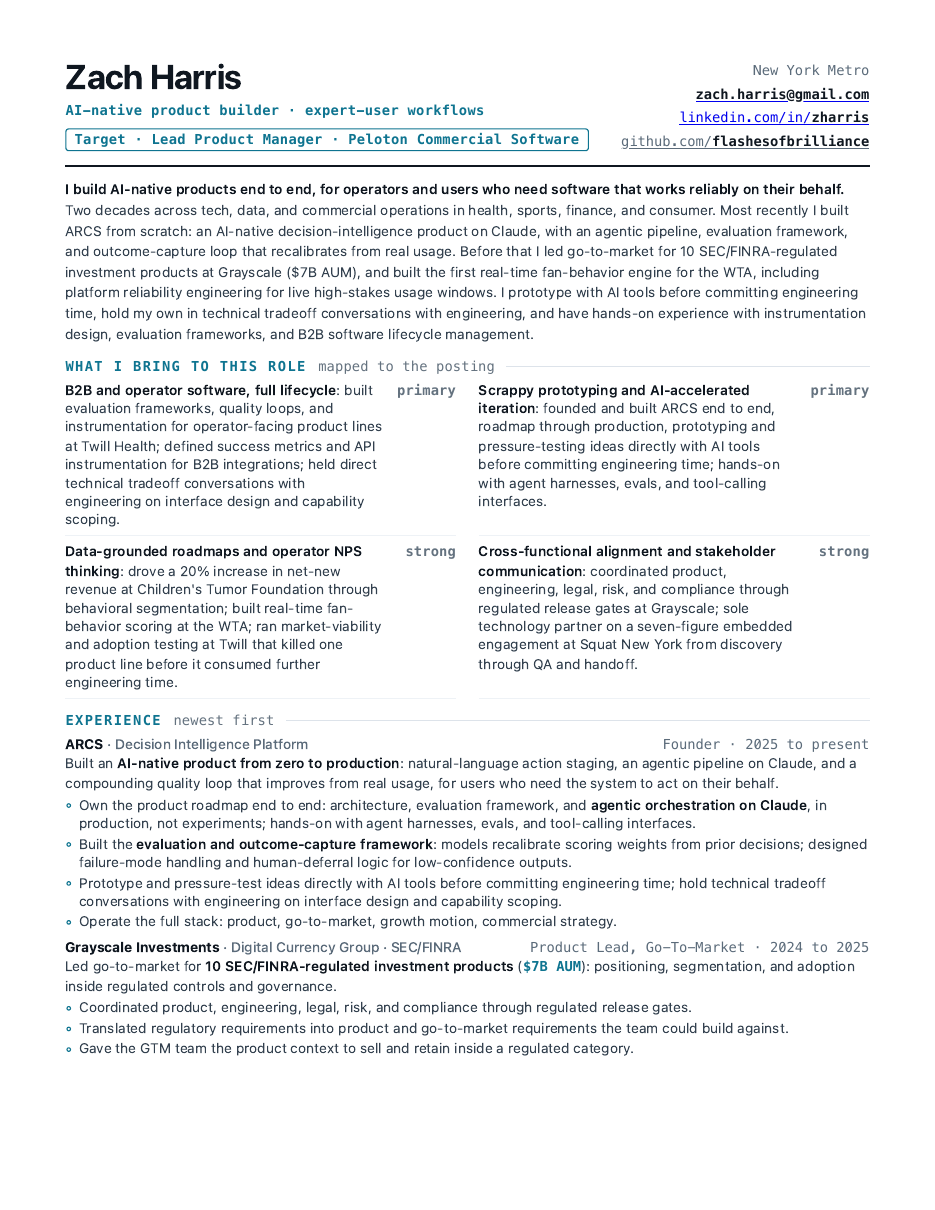 Zach Harris
AI-native product builder · expert-user workflows
Target · Lead Product Manager · Peloton Commercial Software
New York Metro
zach.harris@gmail.com
linkedin.com/in/zharris
github.com/flashesofbrilliance
I build AI-native products end to end, for operators and users who need software that works reliably on their behalf.
Two decades across tech, data, and commercial operations in health, sports, finance, and consumer. Most recently I built
ARCS from scratch: an AI-native decision-intelligence product on Claude, with an agentic pipeline, evaluation framework,
and outcome-capture loop that recalibrates from real usage. Before that I led go-to-market for 10 SEC/FINRA-regulated
investment products at Grayscale ($7B AUM), and built the first real-time fan-behavior engine for the WTA, including
platform reliability engineering for live high-stakes usage windows. I prototype with AI tools before committing engineering
time, hold my own in technical tradeoff conversations with engineering, and have hands-on experience with instrumentation
design, evaluation frameworks, and B2B software lifecycle management.
WHAT I BRING TO THIS ROLE mapped to the posting
B2B and operator software, full lifecycle: built primary
evaluation frameworks, quality loops, and
instrumentation for operator-facing product lines
at Twill Health; defined success metrics and API
instrumentation for B2B integrations; held direct
technical tradeoff conversations with
engineering on interface design and capability
scoping.
Scrappy prototyping and AI-accelerated primary
iteration: founded and built ARCS end to end,
roadmap through production, prototyping and
pressure-testing ideas directly with AI tools
before committing engineering time; hands-on
with agent harnesses, evals, and tool-calling
interfaces.
Data-grounded roadmaps and operator NPS strong
thinking: drove a 20% increase in net-new
revenue at Children's Tumor Foundation through
behavioral segmentation; built real-time fan-
behavior scoring at the WTA; ran market-viability
and adoption testing at Twill that killed one
product line before it consumed further
engineering time.
Cross-functional alignment and stakeholder strong
communication: coordinated product,
engineering, legal, risk, and compliance through
regulated release gates at Grayscale; sole
technology partner on a seven-figure embedded
engagement at Squat New York from discovery
through QA and handoff.
EXPERIENCE newest first
ARCS · Decision Intelligence Platform Founder · 2025 to present
Built an AI-native product from zero to production: natural-language action staging, an agentic pipeline on Claude, and a
compounding quality loop that improves from real usage, for users who need the system to act on their behalf.
Own the product roadmap end to end: architecture, evaluation framework, and agentic orchestration on Claude, in
production, not experiments; hands-on with agent harnesses, evals, and tool-calling interfaces.
Built the evaluation and outcome-capture framework: models recalibrate scoring weights from prior decisions; designed
failure-mode handling and human-deferral logic for low-confidence outputs.
Prototype and pressure-test ideas directly with AI tools before committing engineering time; hold technical tradeoff
conversations with engineering on interface design and capability scoping.
Operate the full stack: product, go-to-market, growth motion, commercial strategy.
Grayscale Investments · Digital Currency Group · SEC/FINRA Product Lead, Go-To-Market · 2024 to 2025
Led go-to-market for 10 SEC/FINRA-regulated investment products ($7B AUM): positioning, segmentation, and adoption
inside regulated controls and governance.
Coordinated product, engineering, legal, risk, and compliance through regulated release gates.
Translated regulatory requirements into product and go-to-market requirements the team could build against.
Gave the GTM team the product context to sell and retain inside a regulated category.